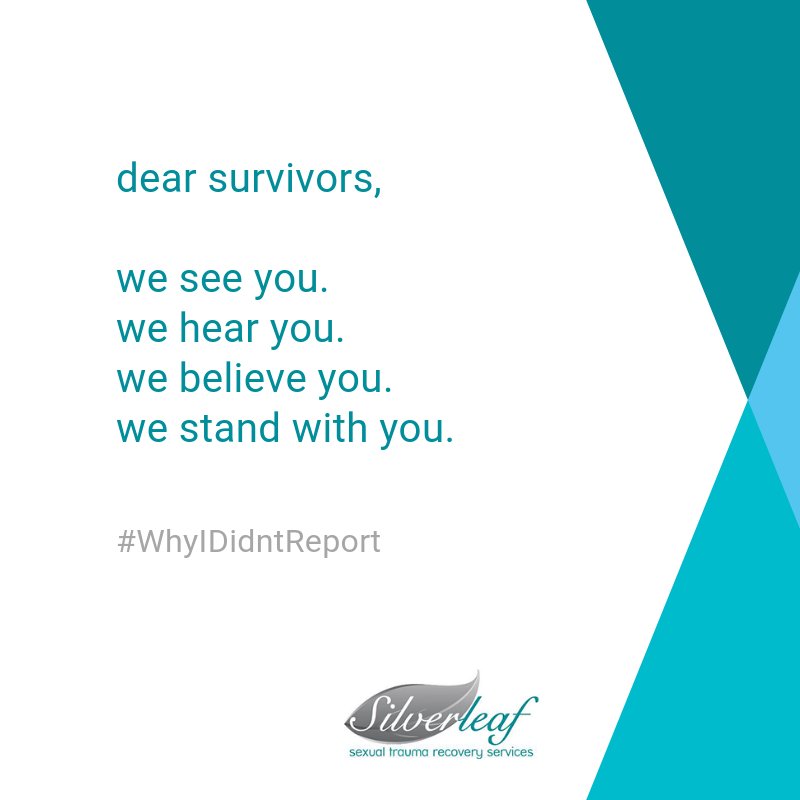 dear survivors,
we see you.
we hear you.
we believe you.
we stand with you.
#WhyIDidntReport
Silverleaf
sexual trauma recovery services